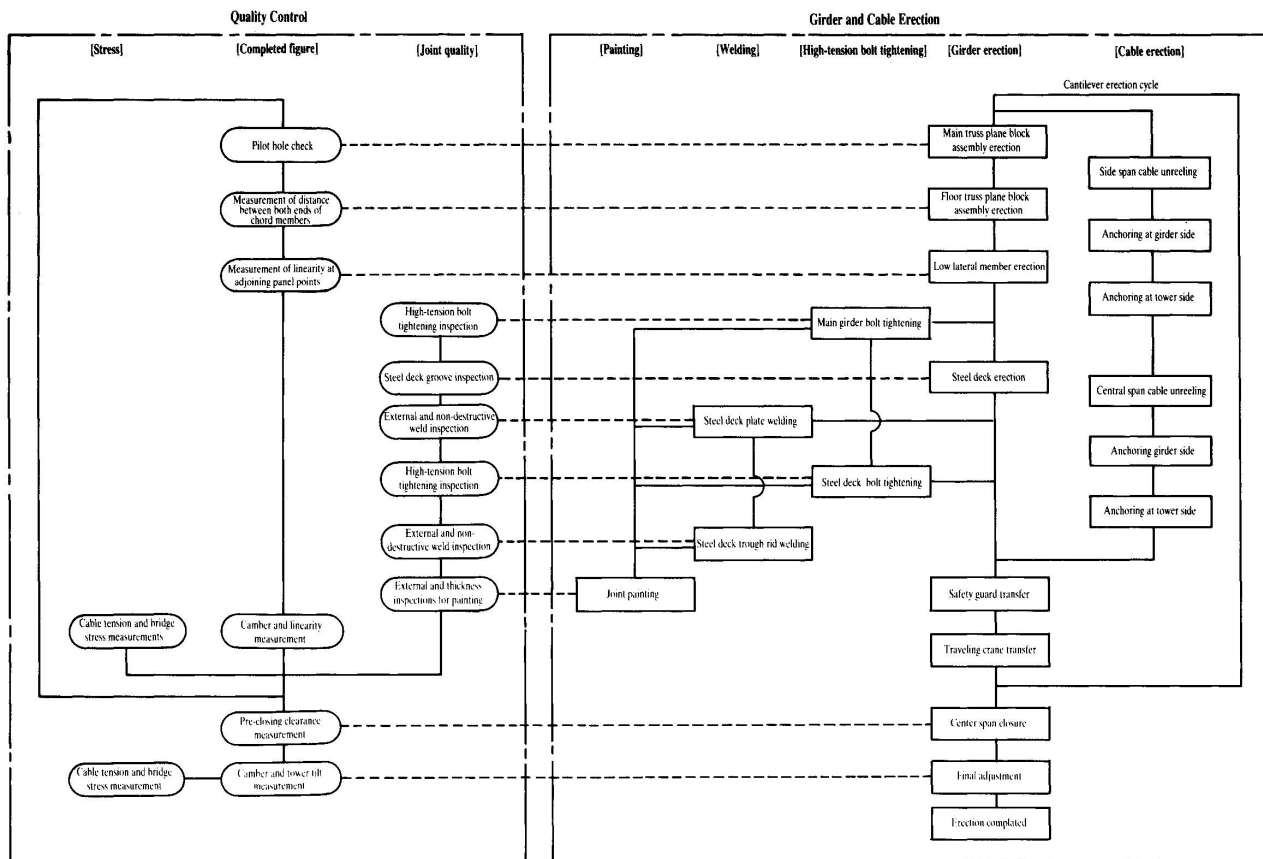 Quality Control
[Stress]
[Completed figure]
[Joint quality]
Pilot hole check
Measurement of distance
between both ends of
chord members
Measurement of linearity at
adjoining panel points
High-tension bolt
tightening inspection
Steel deck groove inspection
External and non-destructive
weld inspection
High-tension bolt
tightening inspection
External and non-
destructive weld inspection
External and thickness
inspections for painting
Cable tension and bridge
stress measurements
Camber and linearity
measurement
Pre-closing clearance
measurement
Cable tension and bridge
stress measurement
Camber and tower tilt
measurement
Girder and Cable Erection
[Painting]
[Welding]
[High-tension bolt tightening]
[Girder erection]
[Cable erection]
Cantilever erection cycle
Main truss plane block
assembly erection
Floor truss plane block
assembly erection
Low lateral member erection
Main girder bolt tightening
Steel deck erection
Steel deck plate welding
Steel deck bolt tightening
Steel deck trough rid welding
Joint painting
Side span cable unreeling
Anchoring at girder side
Anchoring at tower side
Central span cable unreeling
Anchoring girder side
Anchoring at tower side
Safety guard transfer
Traveling crane transfer
Center span closure
Final adjustment
Erection complated